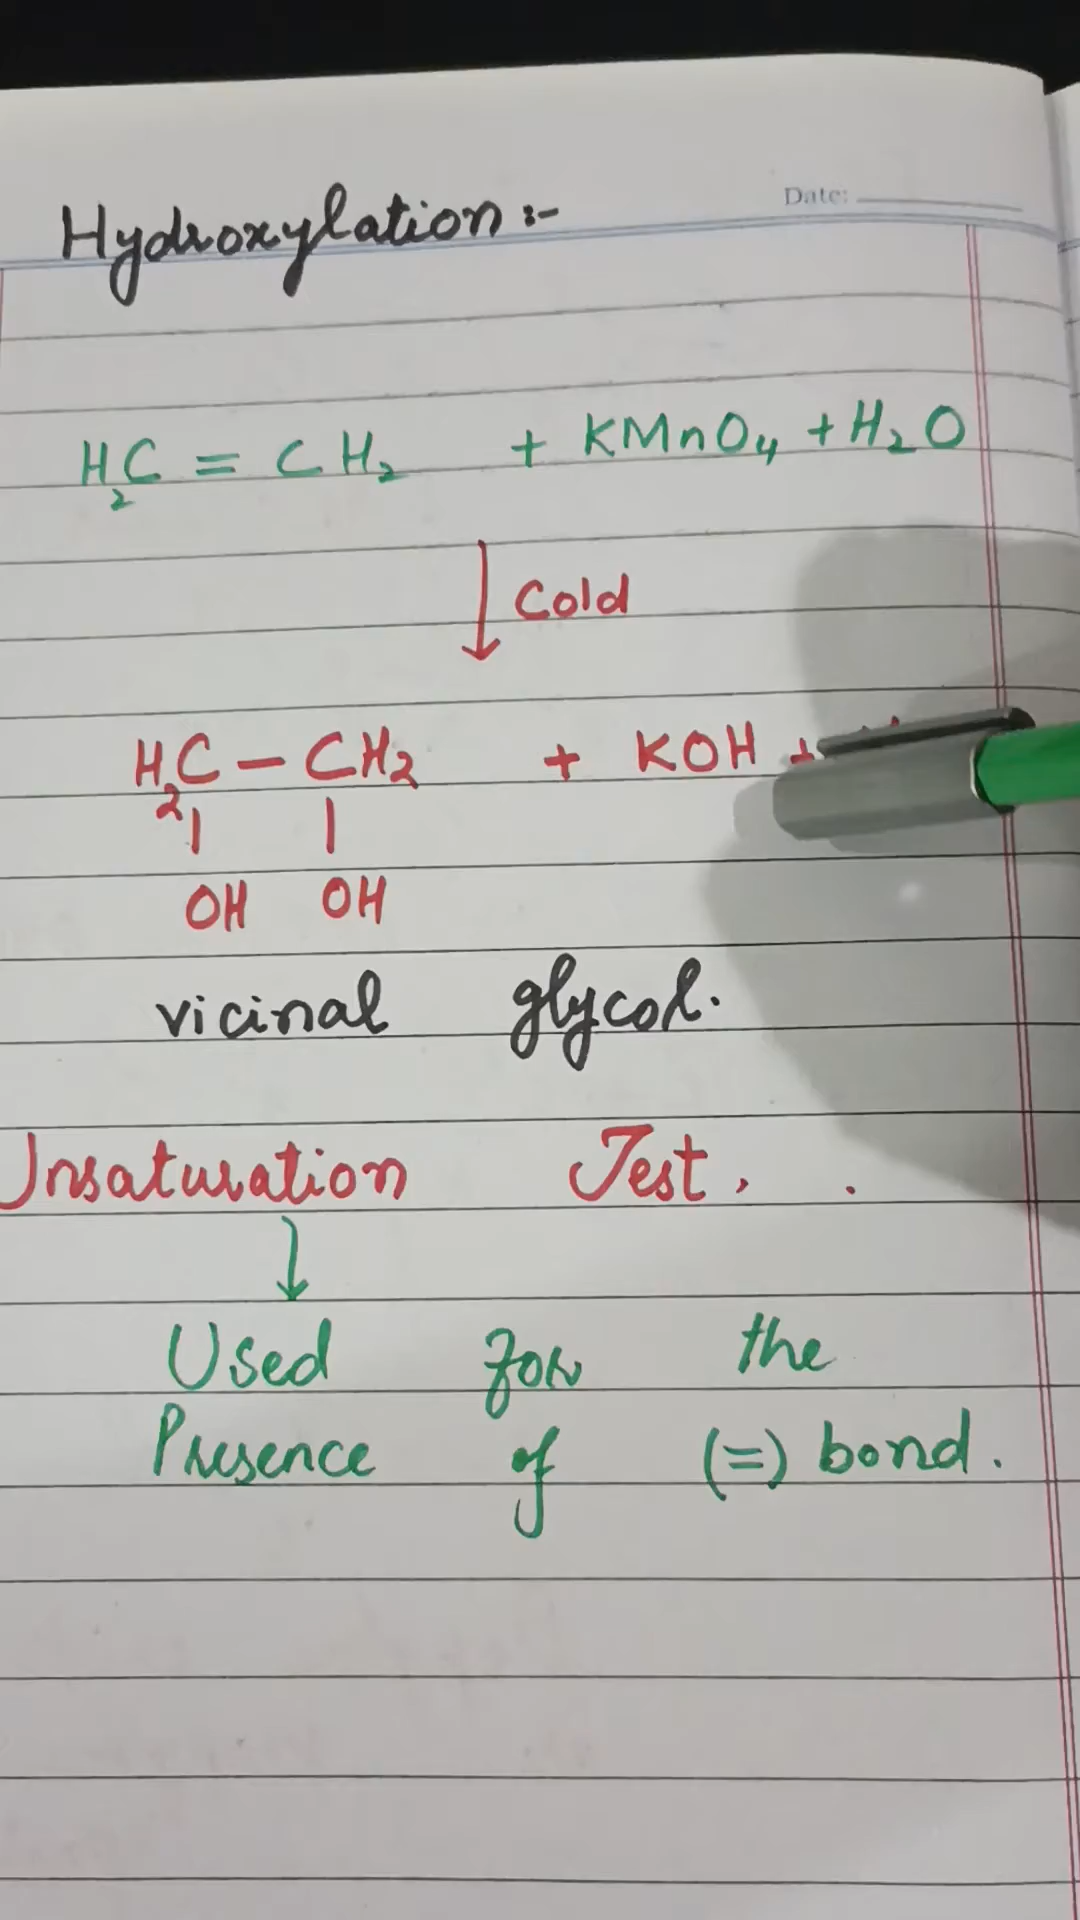 Date:
Hydroxylation :-
H₂C = CH₂ + KMnO₄ + H₂O
↓ Cold
H₂C – CH₂ + KOH +
OH OH
vicinal glycol.
Insaturation Test.
↓
Used for the
Presence of (=) bond.